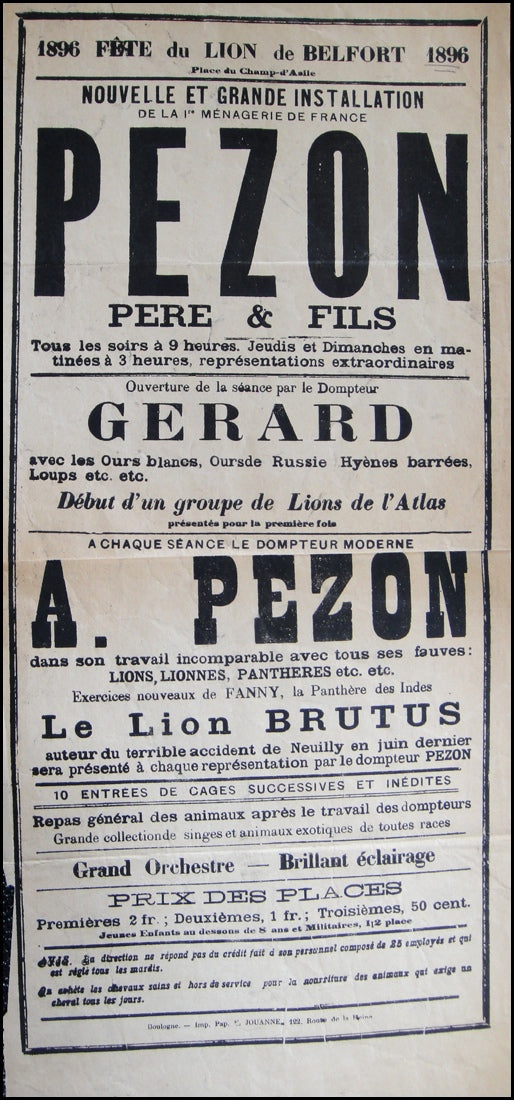 1896 FÊTE du LION de BELFORT 1896
Place du Champ-d'Asile
NOUVELLE ET GRANDE INSTALLATION
DE LA Iʳᵉ MÉNAGERIE DE FRANCE
PEZON
PERE & FILS
Tous les soirs à 9 heures. Jeudis et Dimanches en ma-
tinées à 3 heures, représentations extraordinaires
Ouverture de la séance par le Dompteur
GERARD
avec les Ours blancs, Oursde Russie Hyènes barrées,
Loups etc. etc.
Début d'un groupe de Lions de l'Atlas
présentés pour la première fois
A CHAQUE SÉANCE LE DOMPTEUR MODERNE
A. PEZON
dans son travail incomparable avec tous ses fauves:
LIONS, LIONNES, PANTHERES etc. etc.
Exercices nouveaux de FANNY, la Panthère des Indes
Le Lion BRUTUS
auteur du terrible accident de Neuilly en juin dernier
sera présenté à chaque représentation par le dompteur PEZON
10 ENTRÉES DE CAGES SUCCESSIVES ET INÉDITES
Repas général des animaux après le travail des dompteurs
Grande collectionde singes et animaux exotiques de toutes races
Grand Orchestre — Brillant éclairage
PRIX DES PLACES
Premières 2 fr.; Deuxièmes, 1 fr.; Troisièmes, 50 cent.
Jeunes Enfants au dessous de 8 ans et Militaires, 1/2 place
AVIS. La direction ne répond pas du crédit fait à son personnel composé de 25 employés et qui
est réglé tous les mardis.
On achète les chevaux sains et hors de service pour la nourriture des animaux qui exige un
cheval tous les jours.
Boulogne. — Imp. Pap. JOUANNE, 122, Route de la Reine